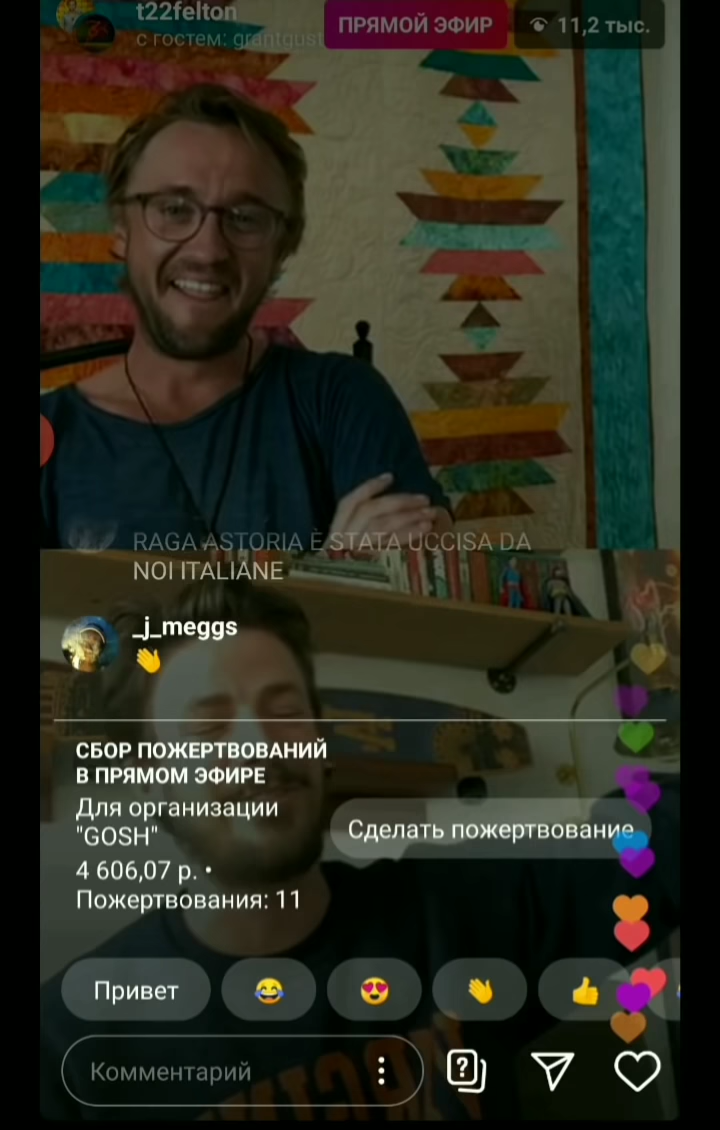 t22felton
с гостем: grantgust
ПРЯМОЙ ЭФИР
11,2 тыс.
RAGA ASTORIA È STATA UCCISA DA
NOI ITALIANE
_j_meggs
СБОР ПОЖЕРТВОВАНИЙ
В ПРЯМОМ ЭФИРЕ
Для организации
"GOSH"
4 606,07 р. •
Пожертвования: 11
Сделать пожертвование
Привет
Комментарий